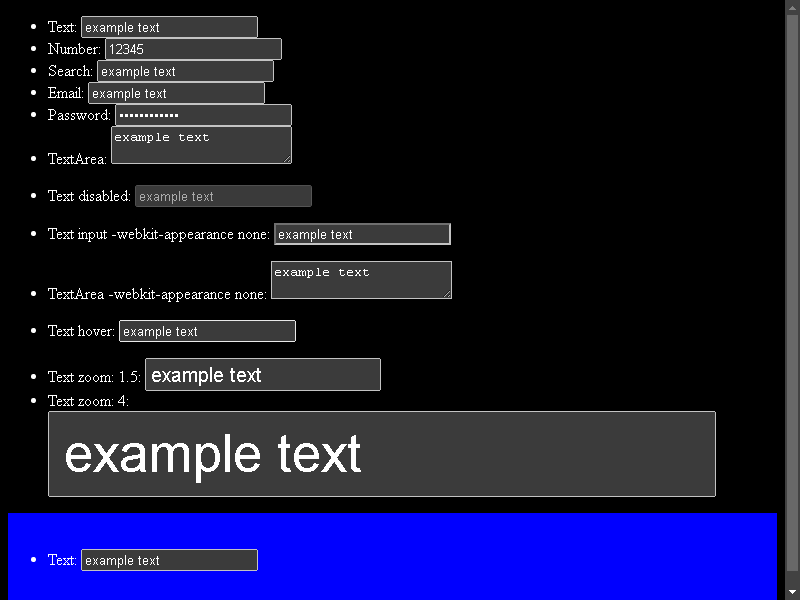 Text: example text
Number: 12345
Search: example text
Email: example text
Password: ••••••••••••
TextArea: example text
Text disabled: example text
Text input -webkit-appearance none: example text
TextArea -webkit-appearance none: example text
Text hover: example text
Text zoom: 1.5: example text
Text zoom: 4:
example text
Text: example text